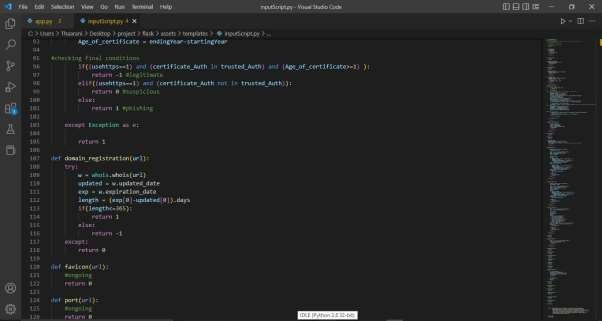 File Edit Selection View Go Run Terminal Help
inputScript.py - Visual Studio Code
app.py 2 inputScript.py 4
C: > Users > Thuarani > Desktop > project > flask > assets > templates > inputScript.py > ...
93 Age_of_certificate = endingYear-startingYear
94
95 #checking final conditions
96 if((usehttps==1) and (certificate_Auth in trusted_Auth) and (Age_of_certificate>=1) ):
97 return -1 #legitimate
98 elif((usehttps==1) and (certificate_Auth not in trusted_Auth)):
99 return 0 #suspicious
100 else:
101 return 1 #phishing
102
103 except Exception as e:
104
105 return 1
106
107 def domain_registration(url):
108 try:
109 w = whois.whois(url)
110 updated = w.updated_date
111 exp = w.expiration_date
112 length = (exp[0]-updated[0]).days
113 if(length<=365):
114 return 1
115 else:
116 return -1
117 except:
118 return 0
119
120 def favicon(url):
121 #ongoing
122 return 0
123
124 def port(url):
125 #ongoing
126 return 0
IDLE (Python 3.8 32-bit)